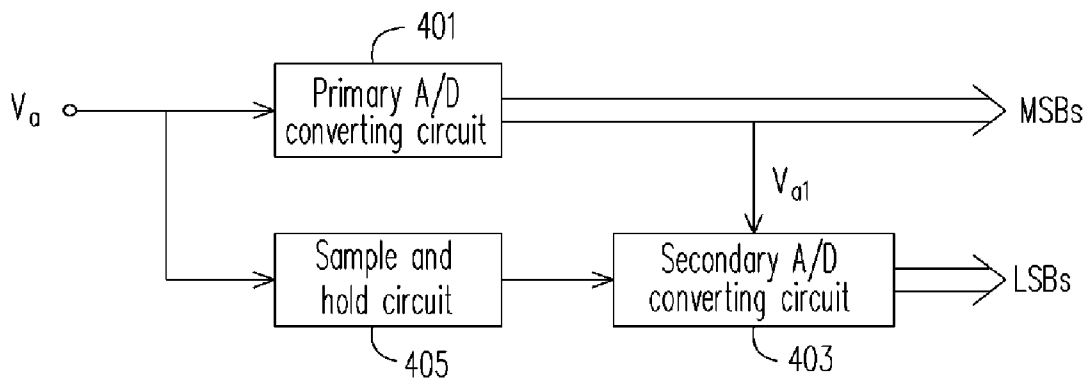 401
Va
Primary A/D
converting circuit
MSBs
Va1
Sample and
hold circuit
Secondary A/D
converting circuit
LSBs
405
403